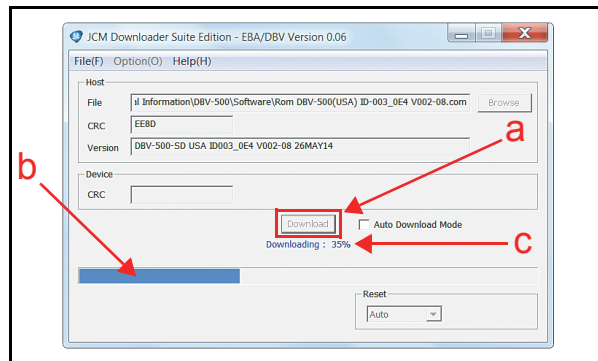 JCM Downloader Suite Edition - EBA/DBV Version 0.06
File(F) Option(O) Help(H)
Host
File al Information\DBV-500\Software\Rom DBV-500(USA) ID-003_0E4 V002-08.com Browse
CRC EE8D
Version DBV-500-SD USA ID003_0E4 V002-08 26MAY14
a
b
Device
CRC
Download Auto Download Mode
Downloading : 35%
c
Reset
Auto